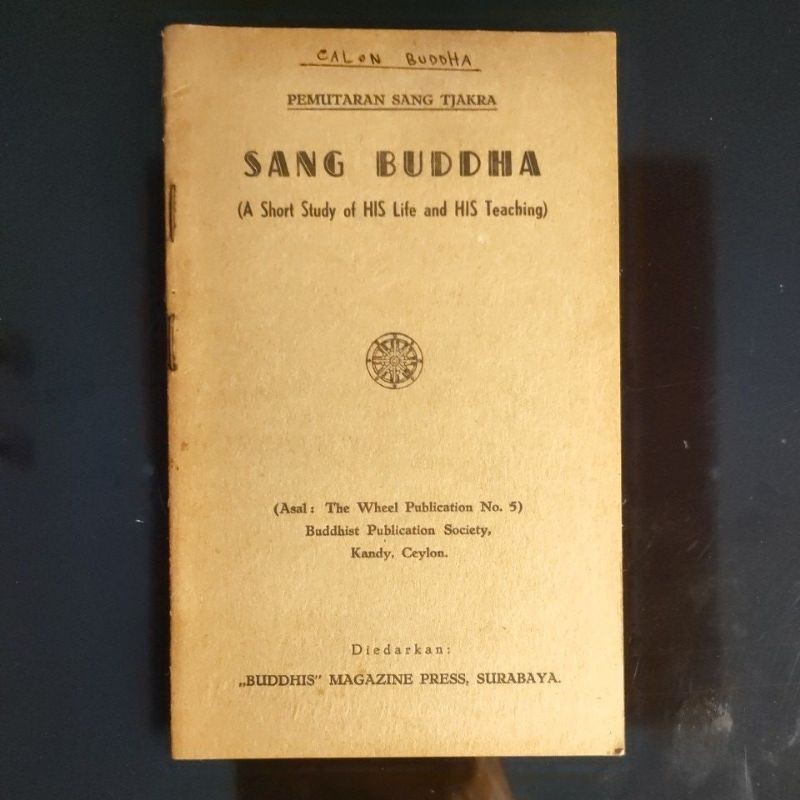 CALON BUDDHA
PEMUTARAN SANG TJAKRA
SANG BUDDHA
(A Short Study of HIS Life and HIS Teaching)
(Asal: The Wheel Publication No. 5)
Buddhist Publication Society,
Kandy, Ceylon.
Diedarkan:
„BUDDHIS” MAGAZINE PRESS, SURABAYA.